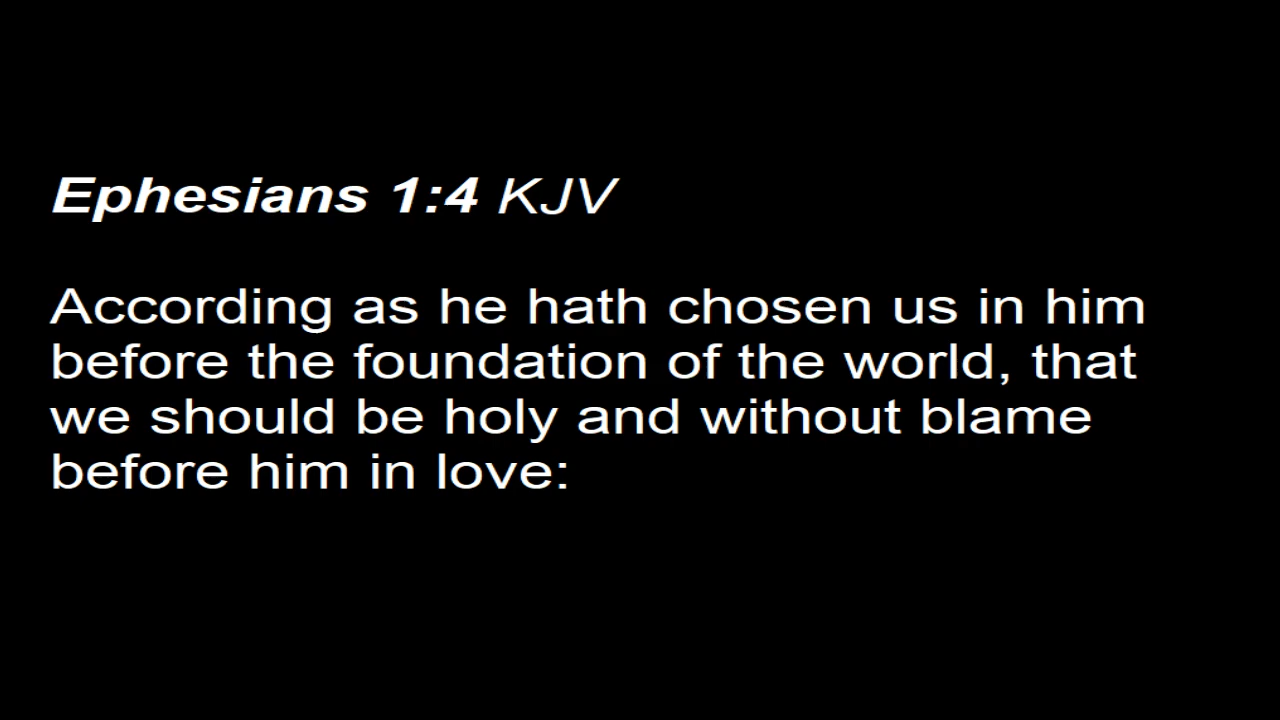 Ephesians 1:4 KJV
According as he hath chosen us in him
before the foundation of the world, that
we should be holy and without blame
before him in love: